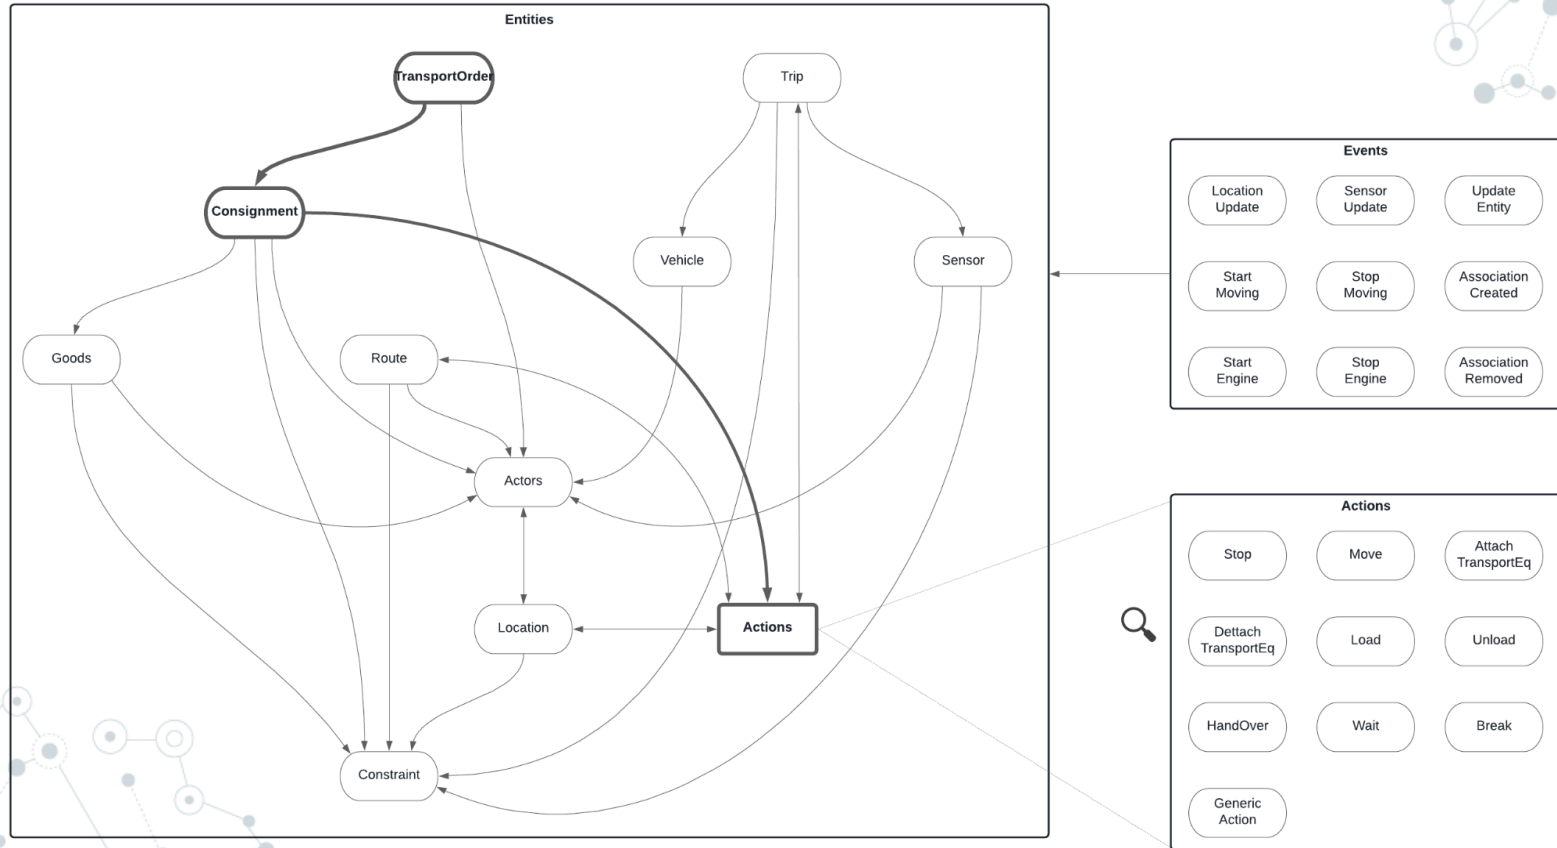 Entities
TransportOrder
Trip
Consignment
Vehicle
Sensor
Goods
Route
Actors
Location
Actions
Constraint
Events
Location
Update
Sensor
Update
Update
Entity
Start
Moving
Stop
Moving
Association
Created
Start
Engine
Stop
Engine
Association
Removed
Actions
Stop
Move
Attach
TransportEq
Dettach
TransportEq
Load
Unload
HandOver
Wait
Break
Generic
Action